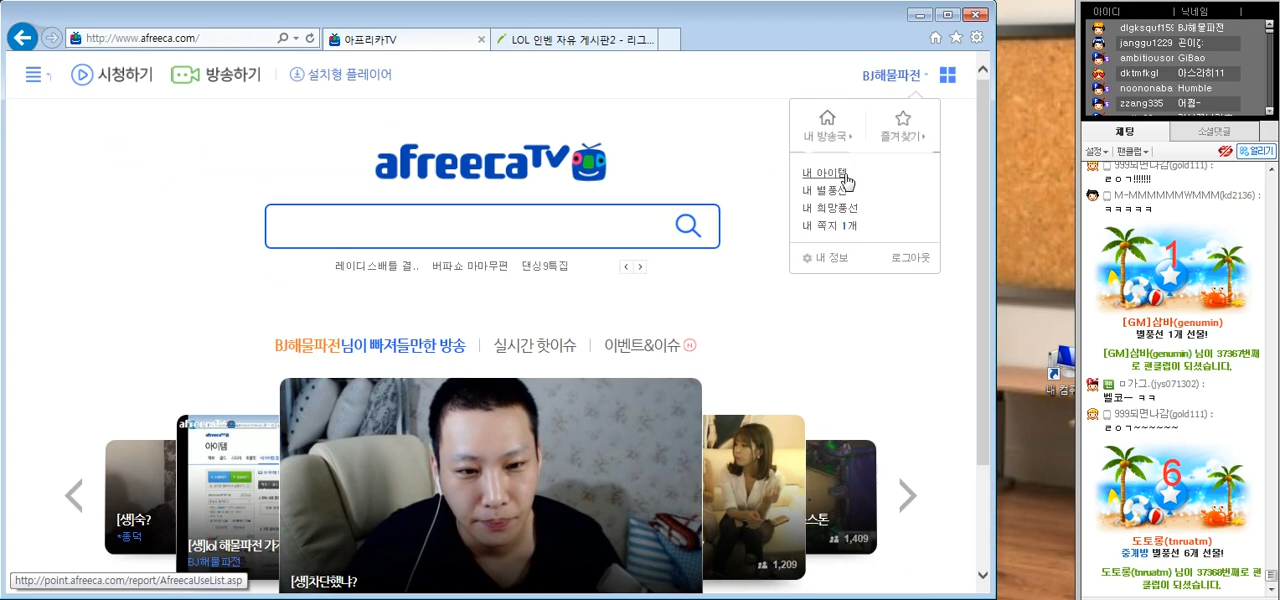 http://www.afreeca.com/
아프리카TV
LOL 인벤 자유 게시판2 - 리그...
시청하기
방송하기
설치형 플레이어
BJ해물파전
내 방송국
즐겨찾기
내 아이템
내 별풍선
내 희망풍선
내 쪽지 1개
내 정보
로그아웃
afreecaTV
레이디스배틀 결..
버파쇼 마마무편
댄싱9특집
BJ해물파전님이 빠져들만한 방송
실시간 핫이슈
이벤트&이슈
N
[생]숙?
*종덕
afreecaTV
아이템
[생]lol 해물파전
BJ해물파전
[생]차단했냐?
1,209
스톤
1,409
http://point.afreeca.com/report/AfreecaUseList.asp
내 컴퓨
아이디
닉네임
BJ해물파전
janggu1229
ambitiousor GiBao
dktmfkgl 아스라히11
noononaba Humble
zzang335 어쩜~
채팅
소셜댓글
설정
팬클럽
얼리기
999되면나감(gold111) :
ㄹㅇㄱ!!!!!!!
M-MMMMMMWMMM(kd2136) :
ㅋㅋㅋㅋㅋ
1
[GM]삼바(genumin)
별풍선 1개 선물!
[GM]삼바(genumin) 님이 37367번째
로 팬클럽이 되셨습니다.
팬 ㅁ가그.(jys071302) :
벨코ㅡ ㅋㅋ
999되면나감(gold111) :
ㄹㅇㄱ~~~~~~
6
도토롱(tnruatm)
중계방 별풍선 6개 선물!
도토롱(tnruatm) 님이 37368번째로 팬
클럽이 되셨습니다.